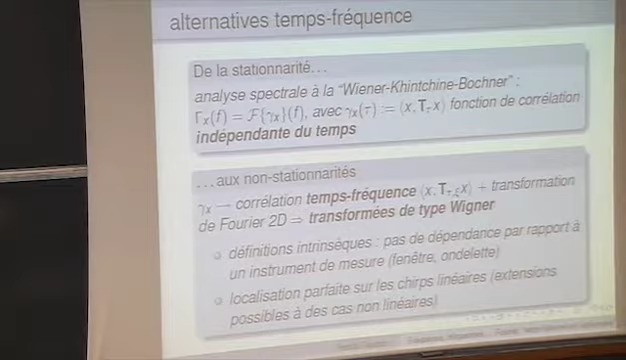 alternatives temps-fréquence
De la stationnarité...
analyse spectrale à la "Wiener-Khintchine-Bochner" :
Γx(f) = F{γx}(f), avec γx(τ) := ⟨x, Tτ x⟩ fonction de corrélation
indépendante du temps
...aux non-stationnarités
γx → corrélation temps-fréquence ⟨x, Tτ,ξ x⟩ + transformation
de Fourier 2D ⇒ transformées de type Wigner
définitions intrinsèques : pas de dépendance par rapport à
un instrument de mesure (fenêtre, ondelette)
localisation parfaite sur les chirps linéaires (extensions
possibles à des cas non linéaires)